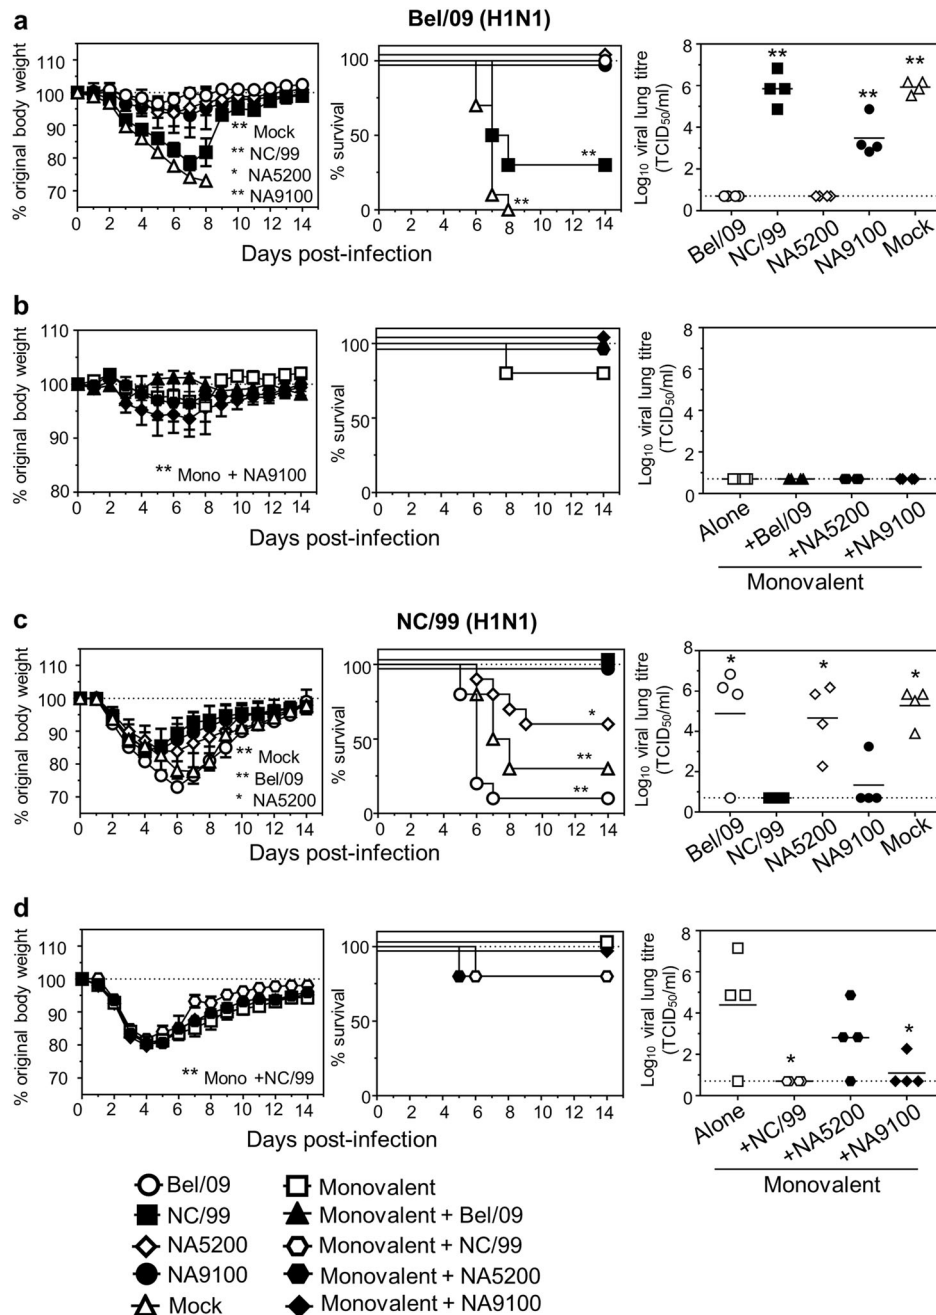 a
Bel/09 (H1N1)
% original body weight
110
100
90
80
70
** Mock
** NC/99
* NA5200
** NA9100
0 2 4 6 8 10 12 14
Days post-infection
% survival
100
50
0
**
**
0 2 4 6 8 10 12 14
Log10 viral lung titre
(TCID50/ml)
8
6
4
2
0
**
**
**
Bel/09
NC/99
NA5200
NA9100
Mock
b
% original body weight
110
100
90
80
** Mono + NA9100
0 2 4 6 8 10 12 14
Days post-infection
% survival
100
50
0
0 2 4 6 8 10 12 14
Log10 viral lung titre
(TCID50/ml)
8
6
4
2
0
Alone
+Bel/09
+NA5200
+NA9100
Monovalent
c
NC/99 (H1N1)
% original body weight
110
100
90
80
70
** Mock
** Bel/09
* NA5200
0 2 4 6 8 10 12 14
Days post-infection
% survival
100
50
0
*
**
**
0 2 4 6 8 10 12 14
Log10 viral lung titre
(TCID50/ml)
8
6
4
2
0
*
*
*
Bel/09
NC/99
NA5200
NA9100
Mock
d
% original body weight
110
100
90
80
70
** Mono +NC/99
0 2 4 6 8 10 12 14
Days post-infection
% survival
100
50
0
0 2 4 6 8 10 12 14
Log10 viral lung titre
(TCID50/ml)
8
6
4
2
0
*
*
Alone
+NC/99
+NA5200
+NA9100
Monovalent
Bel/09
NC/99
NA5200
NA9100
Mock
Monovalent
Monovalent + Bel/09
Monovalent + NC/99
Monovalent + NA5200
Monovalent + NA9100